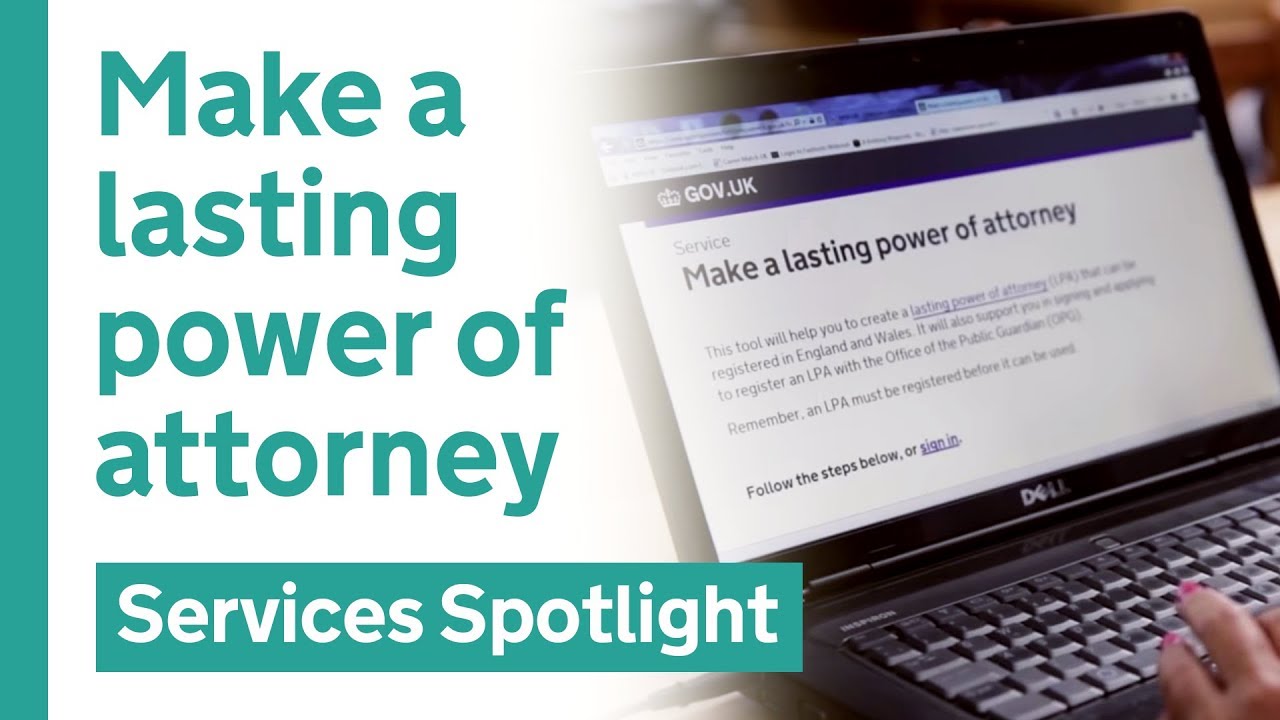 Make a
lasting
power of
attorney
Services Spotlight
GOV.UK
Service
Make a lasting power of attorney
This tool will help you to create a lasting power of attorney (LPA) that can be
registered in England and Wales. It will also support you in signing and applying
to register an LPA with the Office of the Public Guardian (OPG).
Remember, an LPA must be registered before it can be used.
Follow the steps below, or sign in.
DELL
INSPIRON